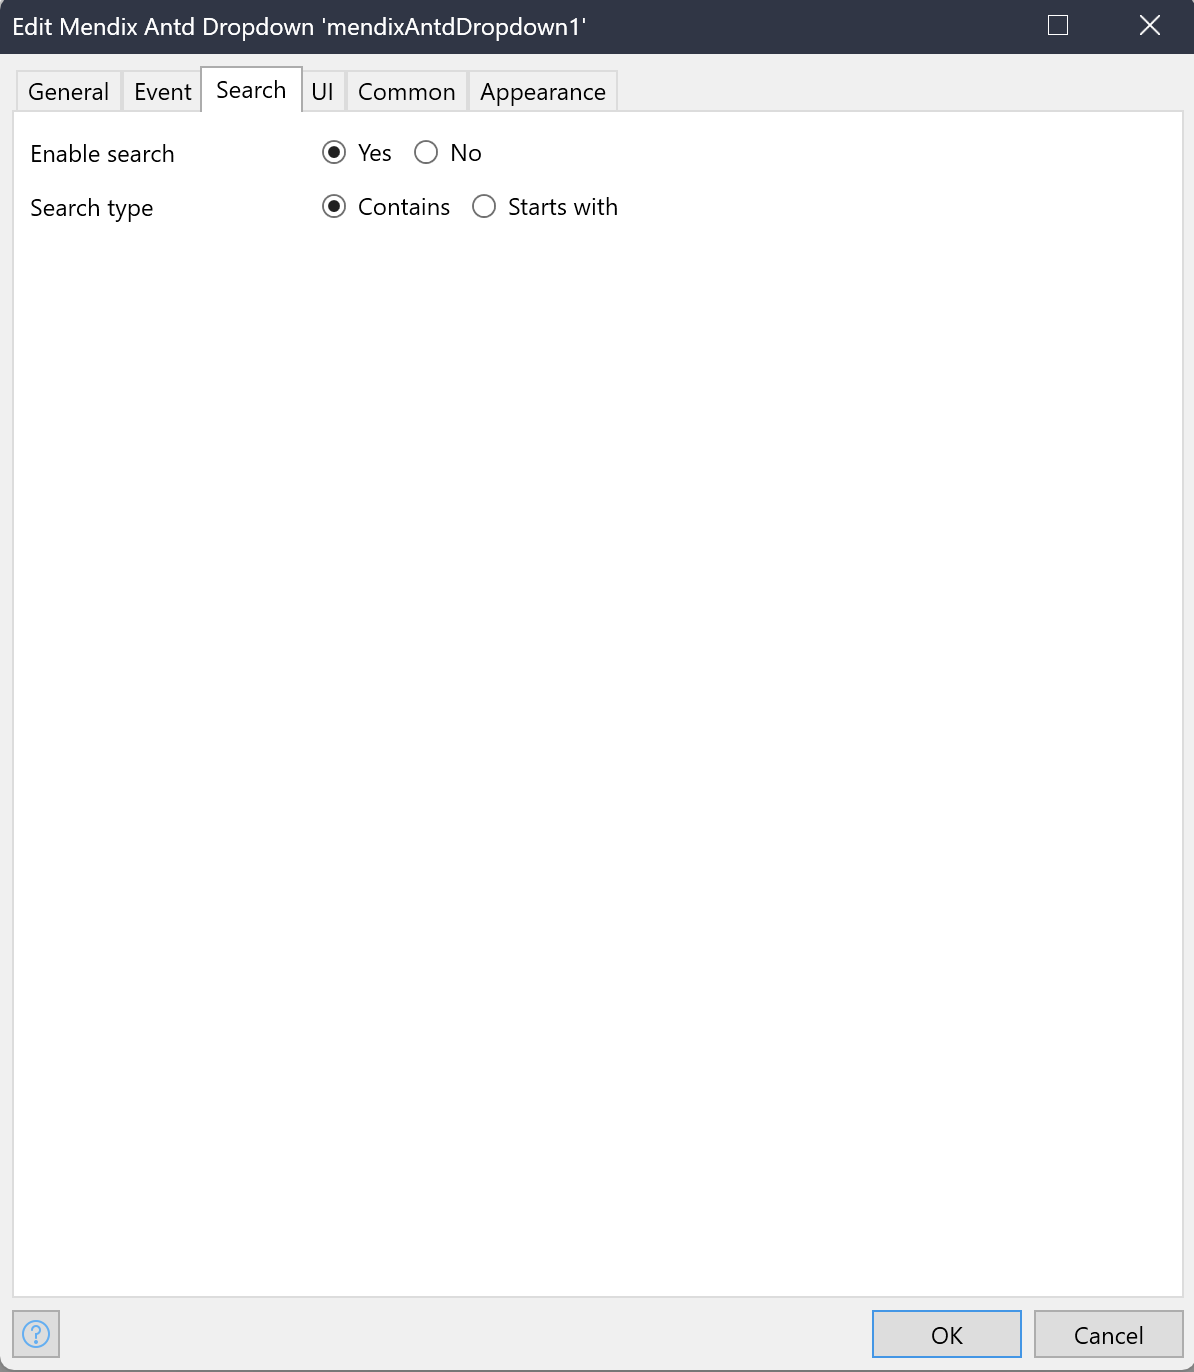 Edit Mendix Antd Dropdown 'mendixAntdDropdown1'
General Event Search UI Common Appearance
Enable search Yes No
Search type Contains Starts with
? OK Cancel